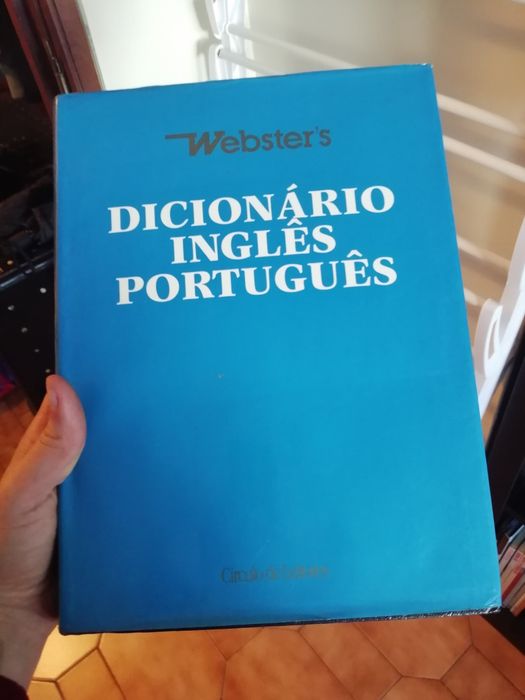 Webster's
DICIONÁRIO
INGLÊS
PORTUGUÊS
Círculo de Leitores